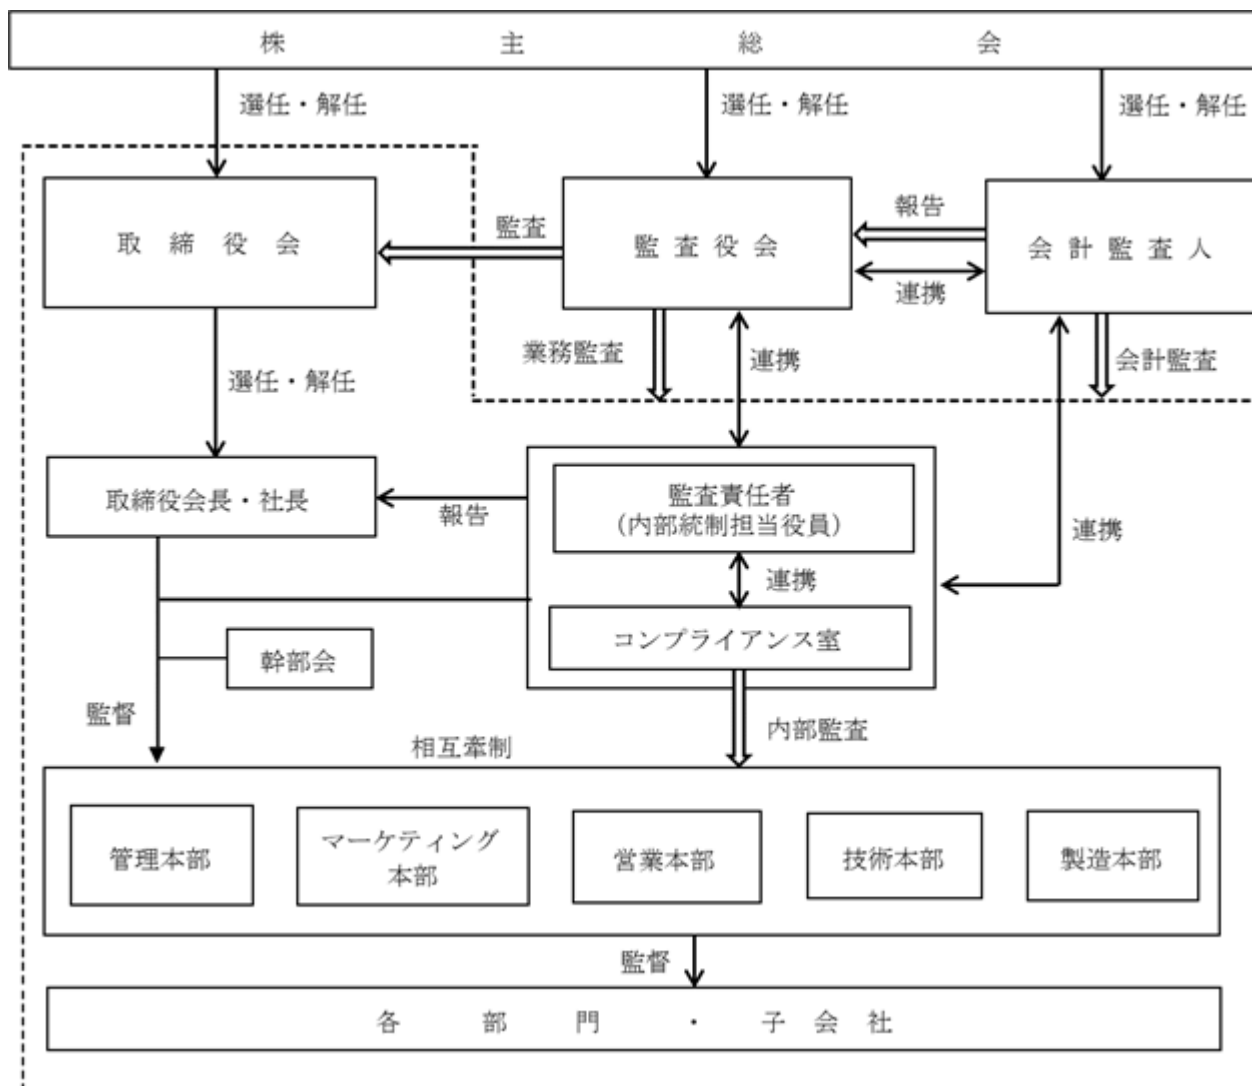 株主総会
選任・解任
選任・解任
選任・解任
取締役会
監査
監査役会
報告
連携
会計監査人
選任・解任
業務監査
連携
会計監査
取締役会長・社長
報告
監査責任者
(内部統制担当役員)
連携
連携
コンプライアンス室
幹部会
監督
相互牽制
内部監査
管理本部
マーケティング
本部
営業本部
技術本部
製造本部
監督
各部門・子会社